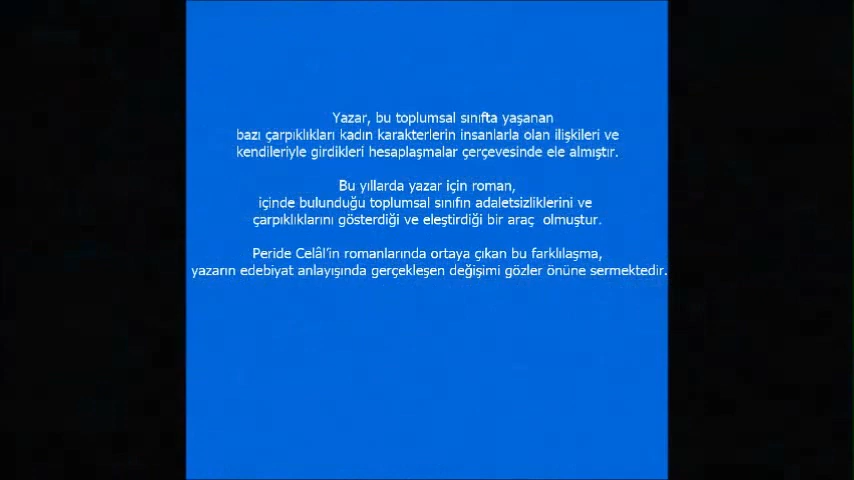 Yazar, bu toplumsal sınıfta yaşanan
bazı çarpıklıkları kadın karakterlerin insanlarla olan ilişkileri ve
kendileriyle girdikleri hesaplaşmalar çerçevesinde ele almıştır.
Bu yıllarda yazar için roman,
içinde bulunduğu toplumsal sınıfın adaletsizliklerini ve
çarpıklıklarını gösterdiği ve eleştirdiği bir araç olmuştur.
Peride Celâl’in romanlarında ortaya çıkan bu farklılaşma,
yazarın edebiyat anlayışında gerçekleşen değişimi gözler önüne sermektedir.